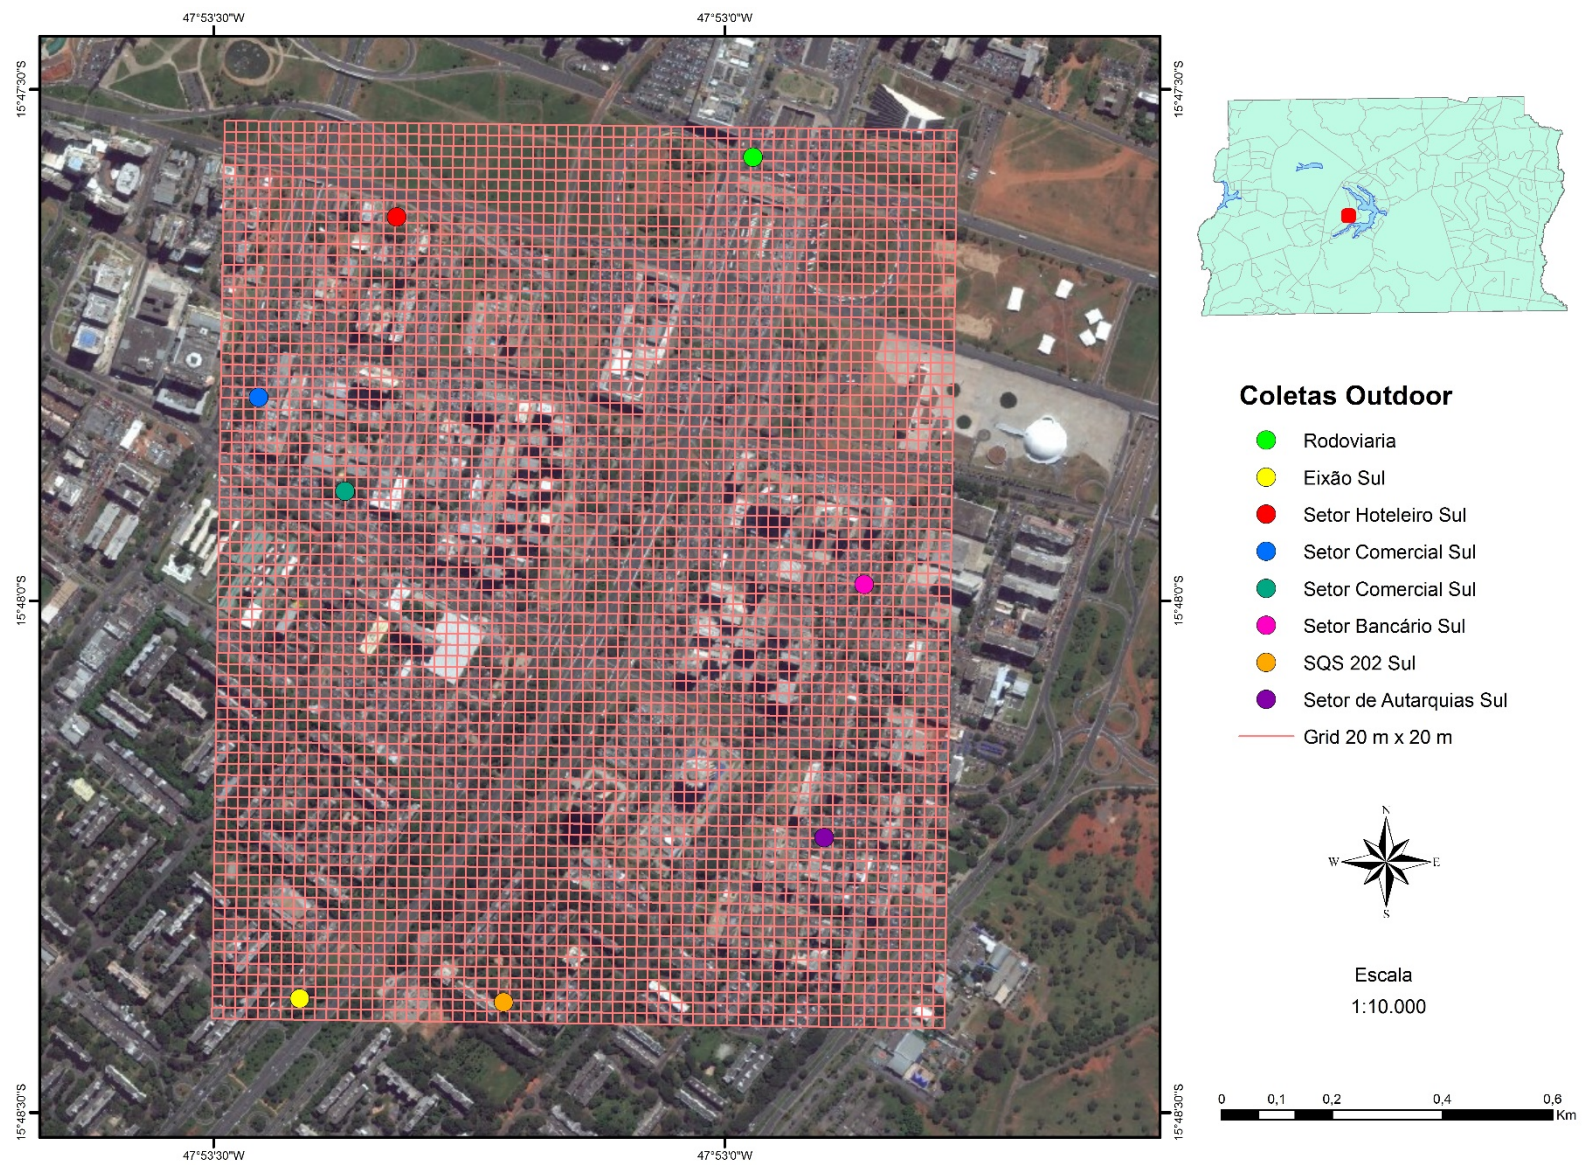 47°53'30"W
47°53'0"W
15°47'30"S
15°47'30"S
15°48'0"S
15°48'0"S
15°48'30"S
15°48'30"S
47°53'30"W
47°53'0"W
Coletas Outdoor
Rodoviaria
Eixão Sul
Setor Hoteleiro Sul
Setor Comercial Sul
Setor Comercial Sul
Setor Bancário Sul
SQS 202 Sul
Setor de Autarquias Sul
Grid 20 m x 20 m
N
W
E
S
Escala
1:10.000
0 0,1 0,2 0,4 0,6
Km